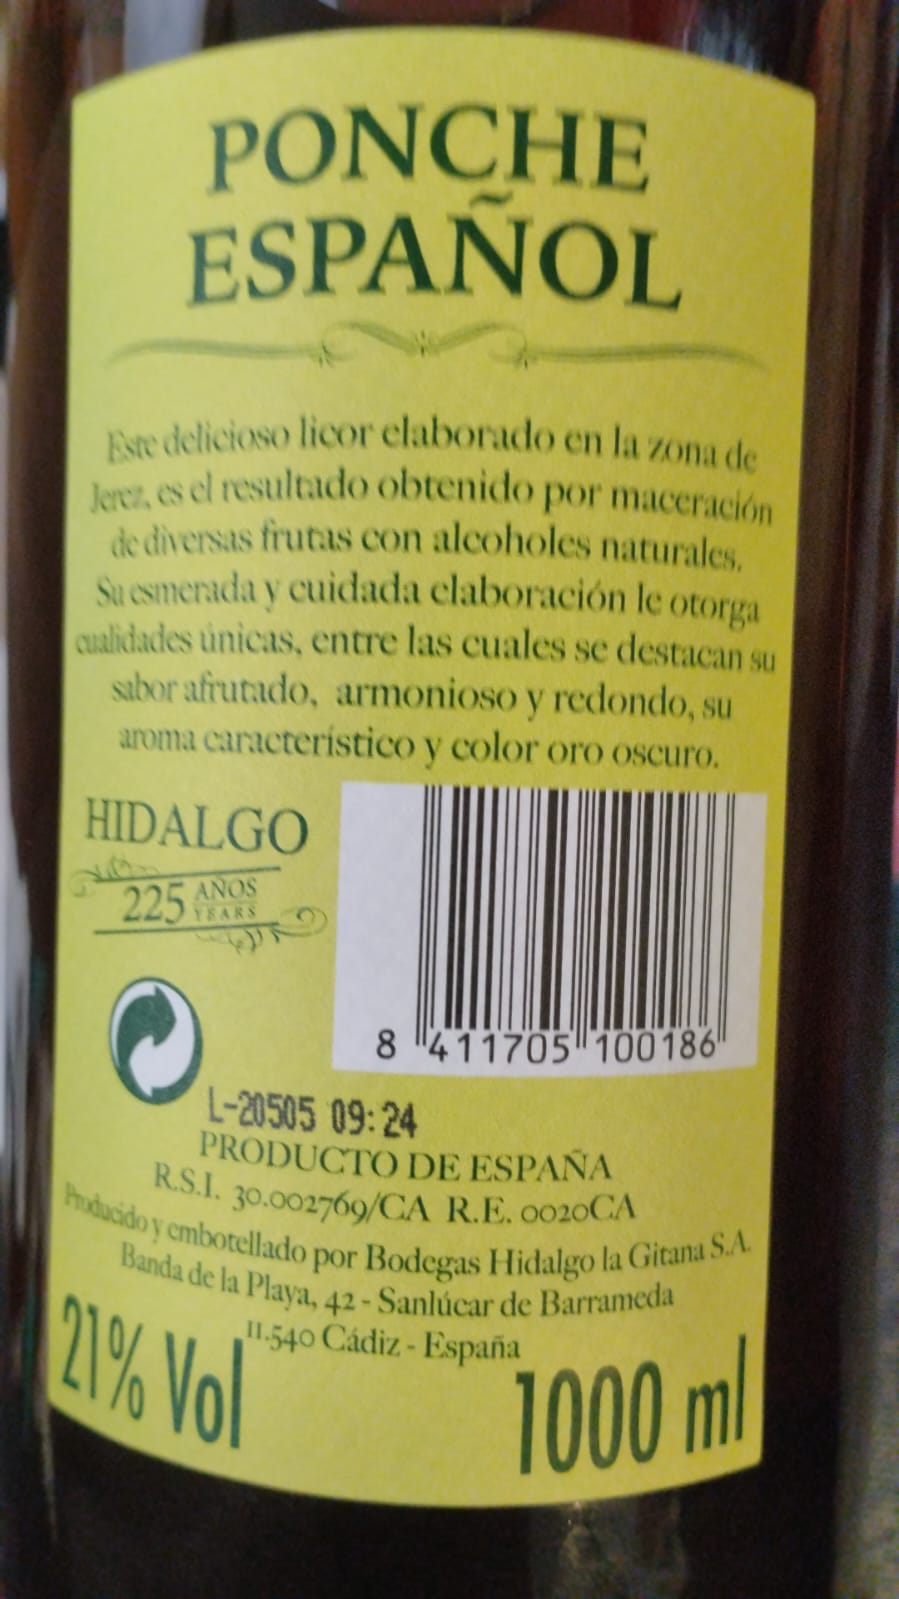 PONCHE
ESPAÑOL
Este delicioso licor elaborado en la zona de
Jerez, es el resultado obtenido por maceración
de diversas frutas con alcoholes naturales.
Su esmerada y cuidada elaboración le otorga
cualidades únicas, entre las cuales se destacan su
sabor afrutado, armonioso y redondo, su
aroma característico y color oro oscuro.
HIDALGO
225 AÑOS
YEARS
8 411705 100186
L-20505 09:24
PRODUCTO DE ESPAÑA
R.S.I. 30.002769/CA R.E. 0020CA
Producido y embotellado por Bodegas Hidalgo la Gitana S.A.
Banda de la Playa, 42 - Sanlúcar de Barrameda
11.540 Cádiz - España
21% Vol
1000 ml